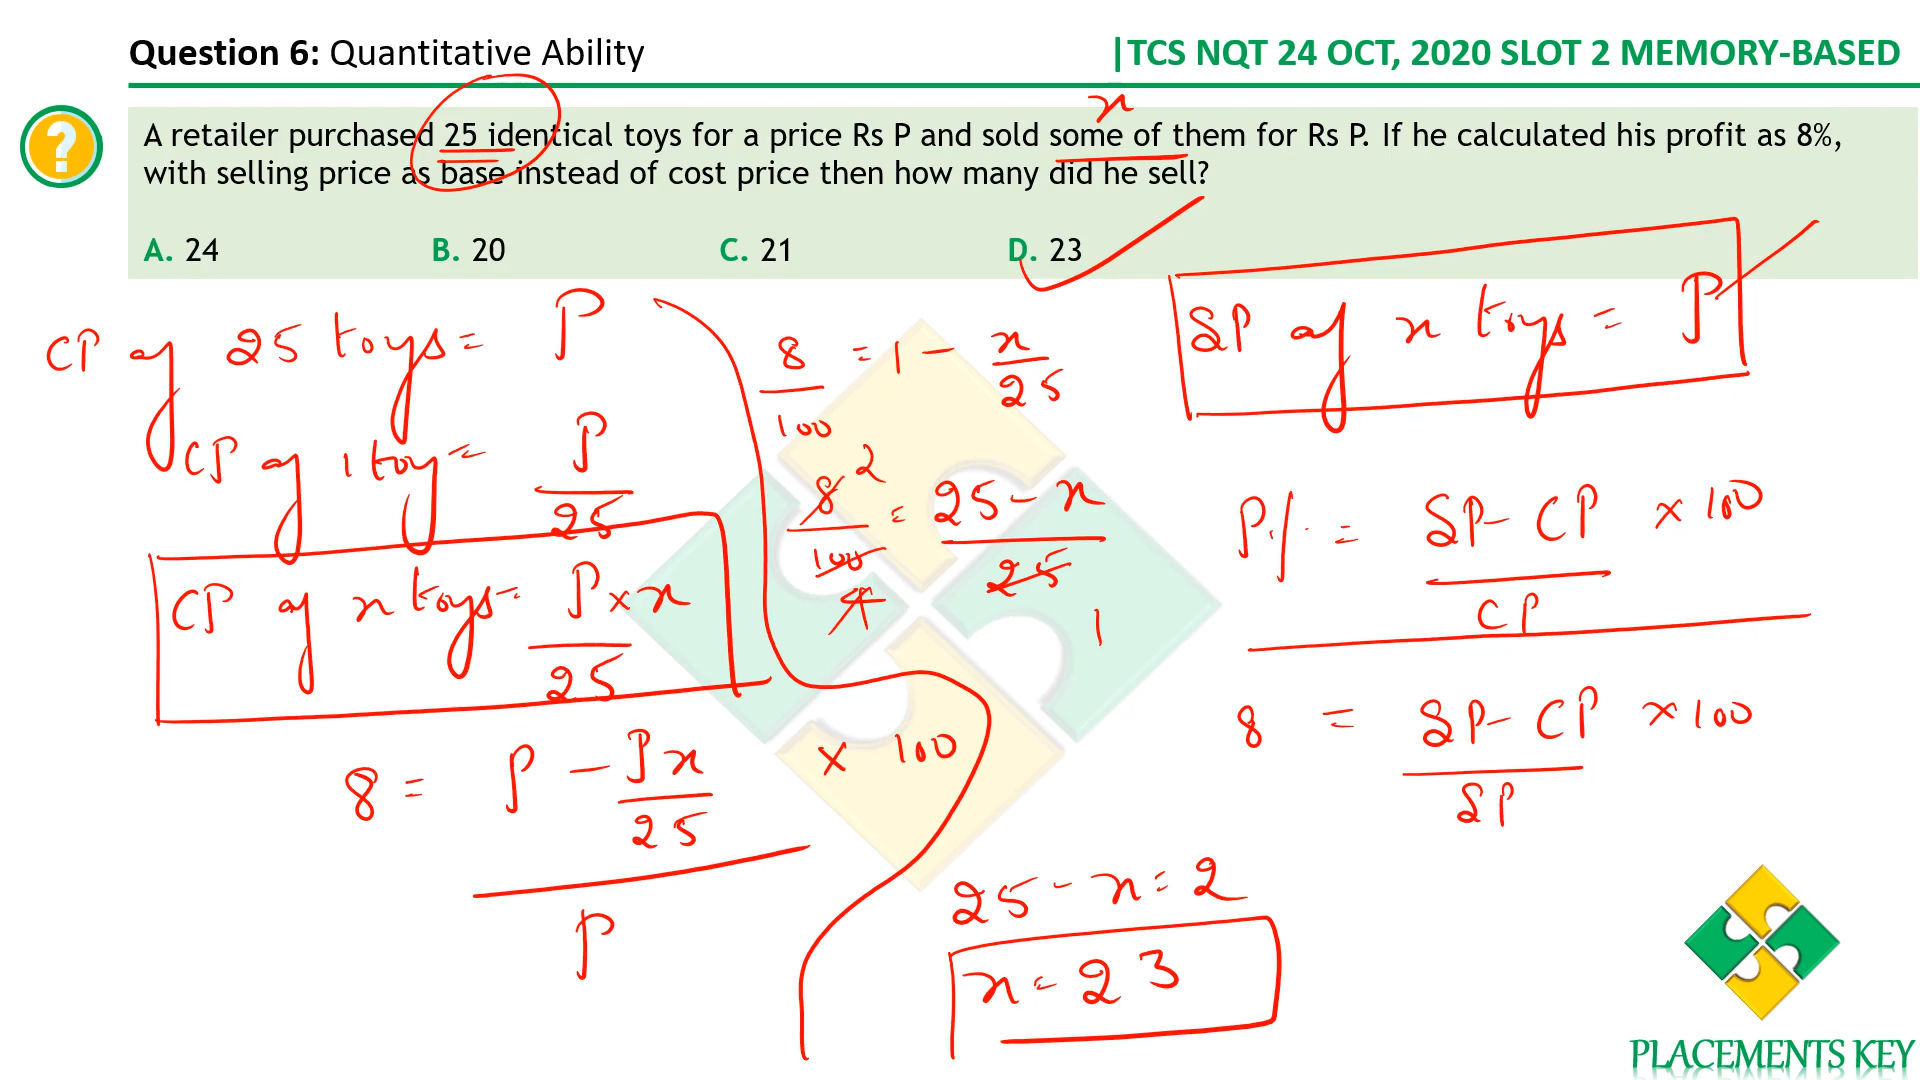 Question 6: Quantitative Ability
|TCS NQT 24 OCT, 2020 SLOT 2 MEMORY-BASED
?
x
A retailer purchased 25 identical toys for a price Rs P and sold some of them for Rs P. If he calculated his profit as 8%,
with selling price as base instead of cost price then how many did he sell?
A. 24 B. 20 C. 21 D. 23
CP of 25 toys = P
CP of 1 toy = P/25
CP of x toys = P × x/25
8 = P - Px/25 / P × 100
8/100 = 1 - x/25
8 2/100 4 = 25 - x/25 1
25 - x = 2
x = 23
SP of x toys = P
P% = SP - CP/CP × 100
8 = SP - CP/SP × 100
PLACEMENTS KEY